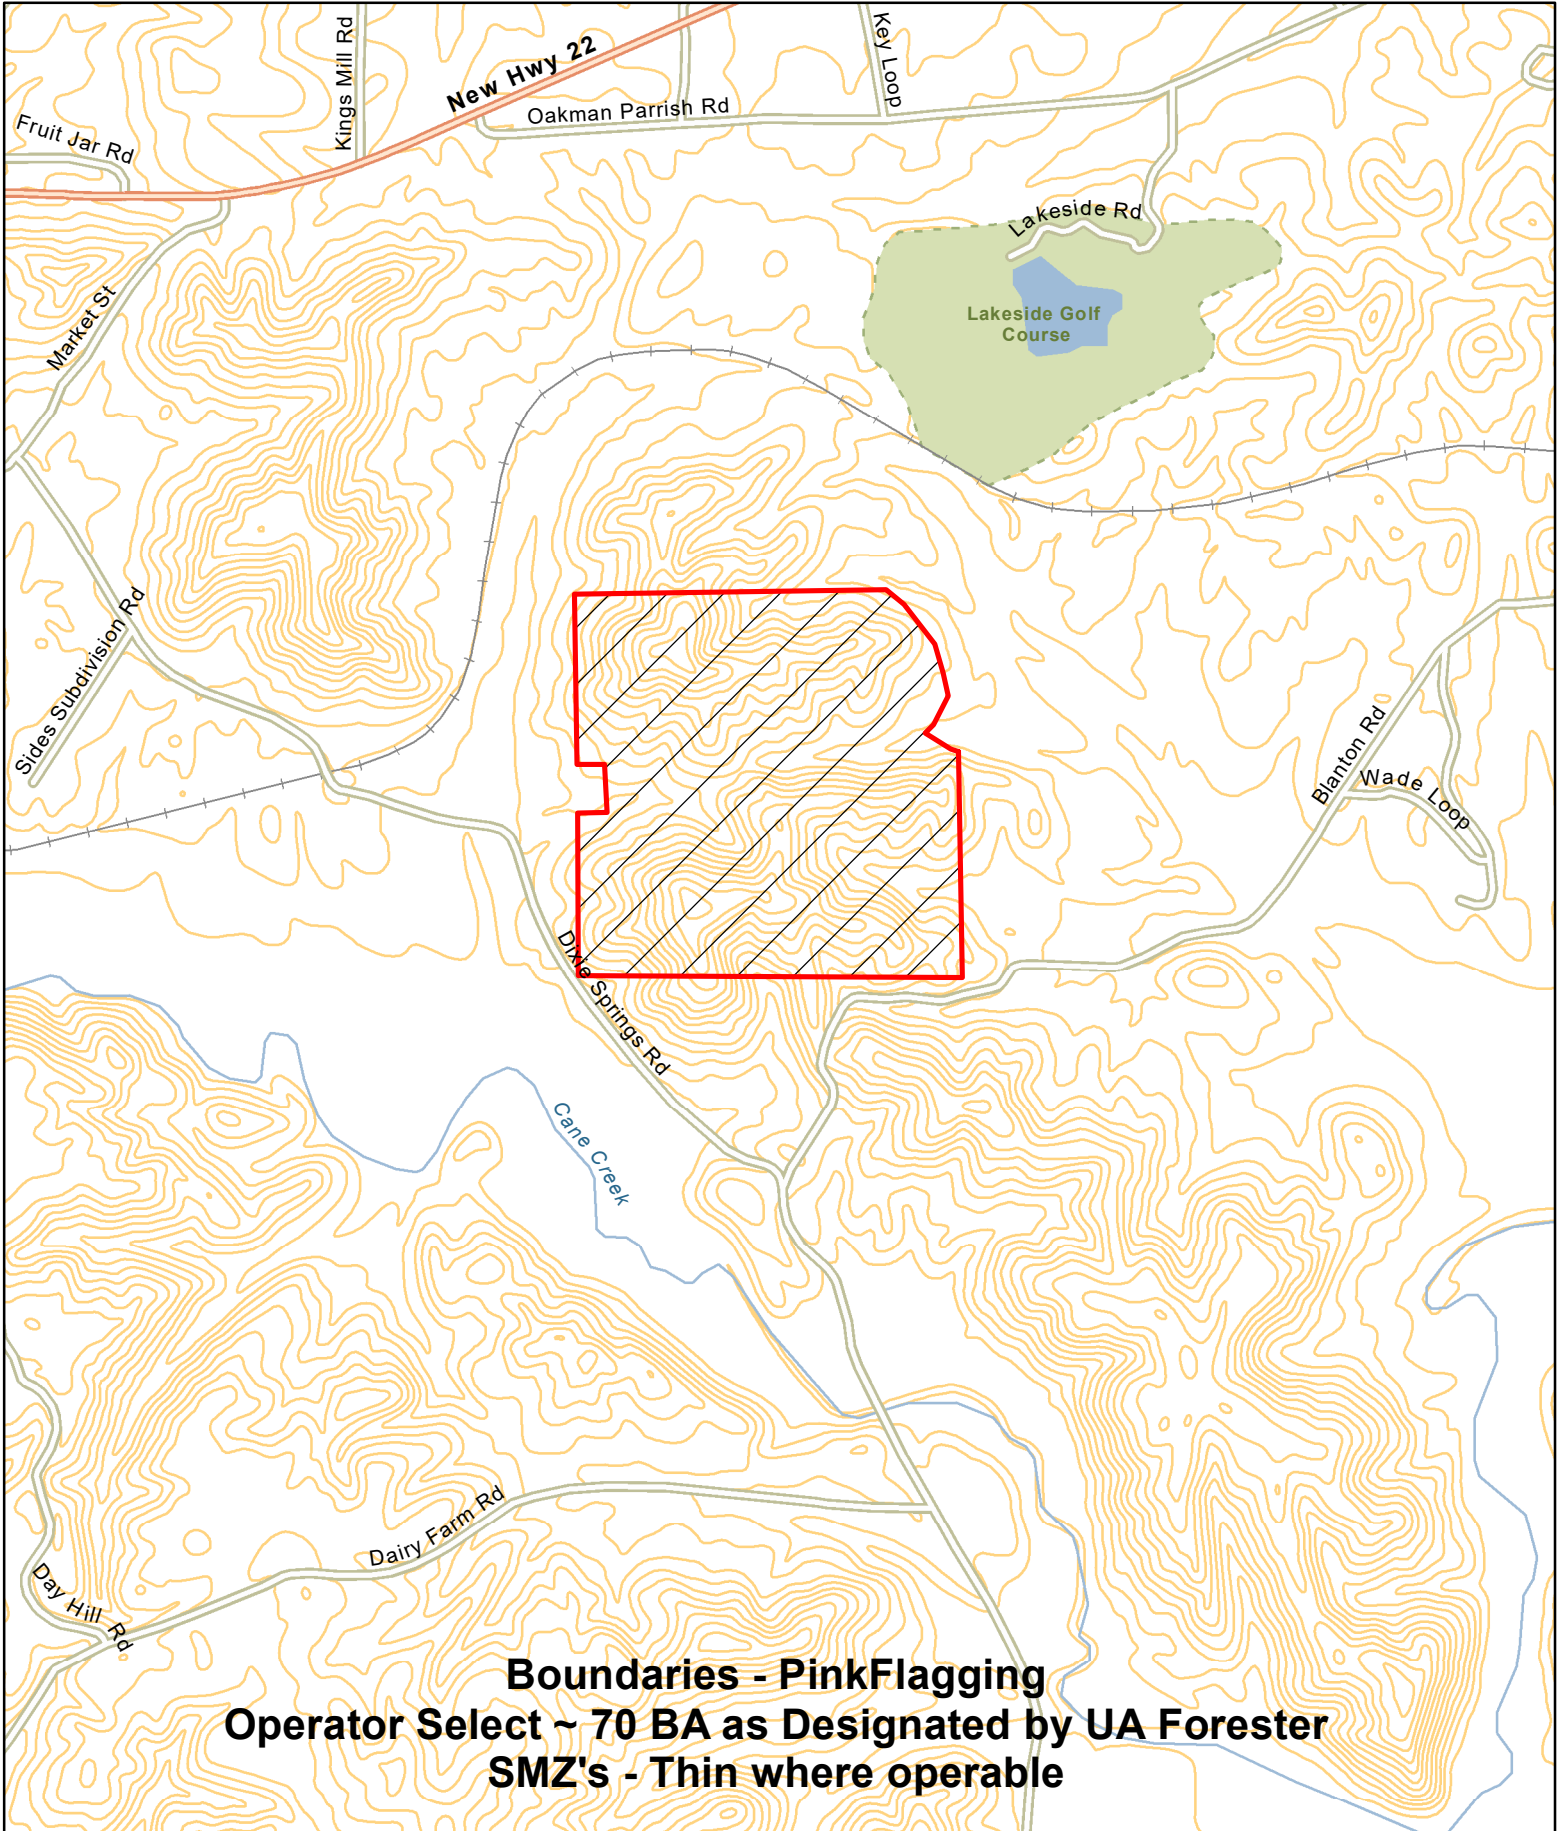 Kings Mill Rd
New Hwy 22
Key Loop
Oakman Parrish Rd
Fruit Jar Rd
Lakeside Rd
Market St
Lakeside Golf
Course
Sides Subdivision Rd
Blanton Rd
Wade Loop
Dixie Springs Rd
Cane Creek
Dairy Farm Rd
Day Hill Rd
Boundaries - PinkFlagging
Operator Select ~ 70 BA as Designated by UA Forester
SMZ's - Thin where operable